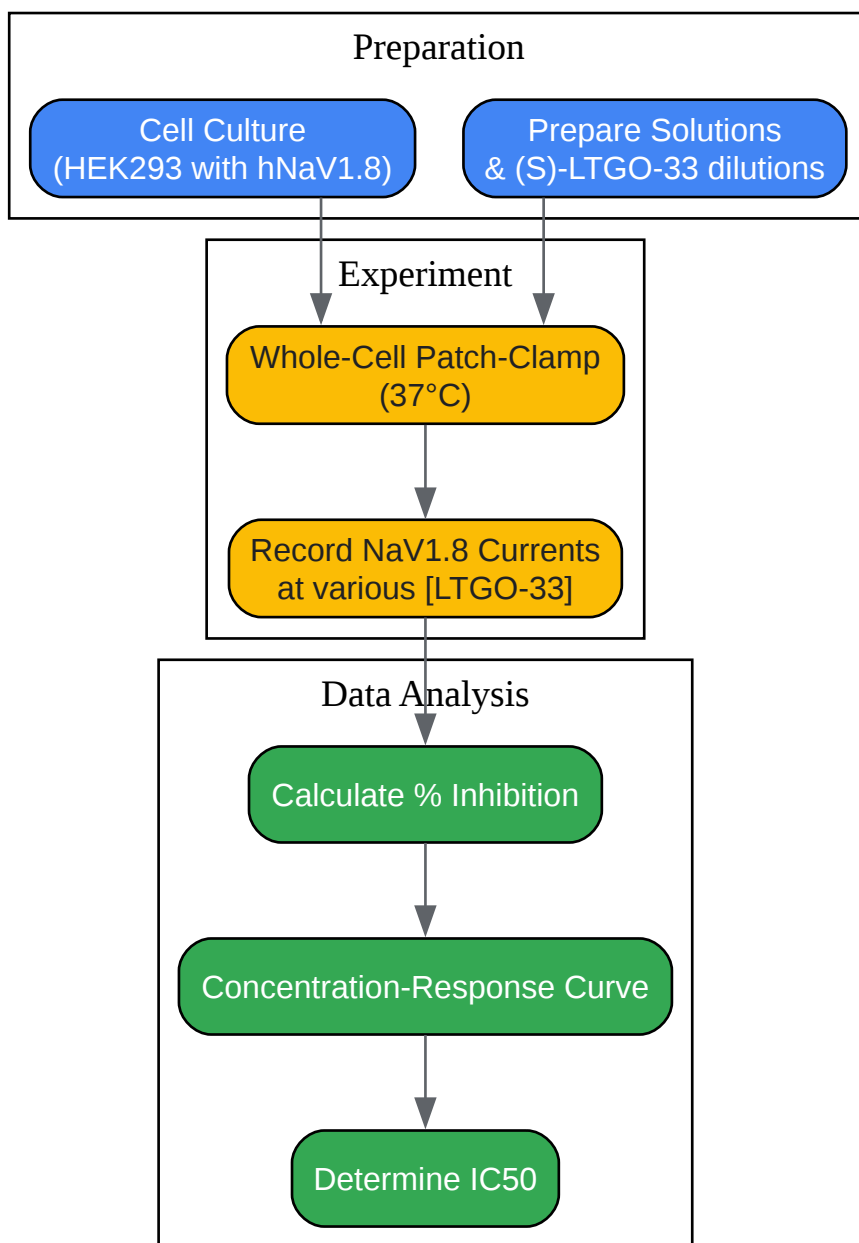 Preparation
Cell Culture
(HEK293 with hNaV1.8)
Prepare Solutions
& (S)-LTGO-33 dilutions
Experiment
Whole-Cell Patch-Clamp
(37°C)
Record NaV1.8 Currents
at various [LTGO-33]
Data Analysis
Calculate % Inhibition
Concentration-Response Curve
Determine IC50